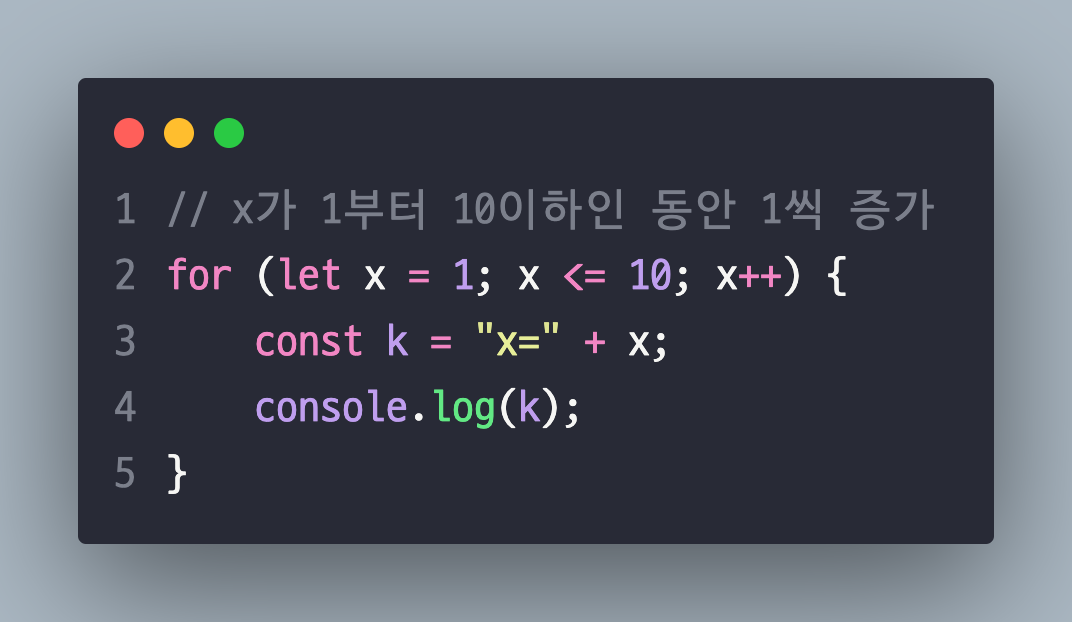 1 // x가 1부터 10이하인 동안 1씩 증가
2 for (let x = 1; x <= 10; x++) {
3     const k = "x=" + x;
4     console.log(k);
5 }